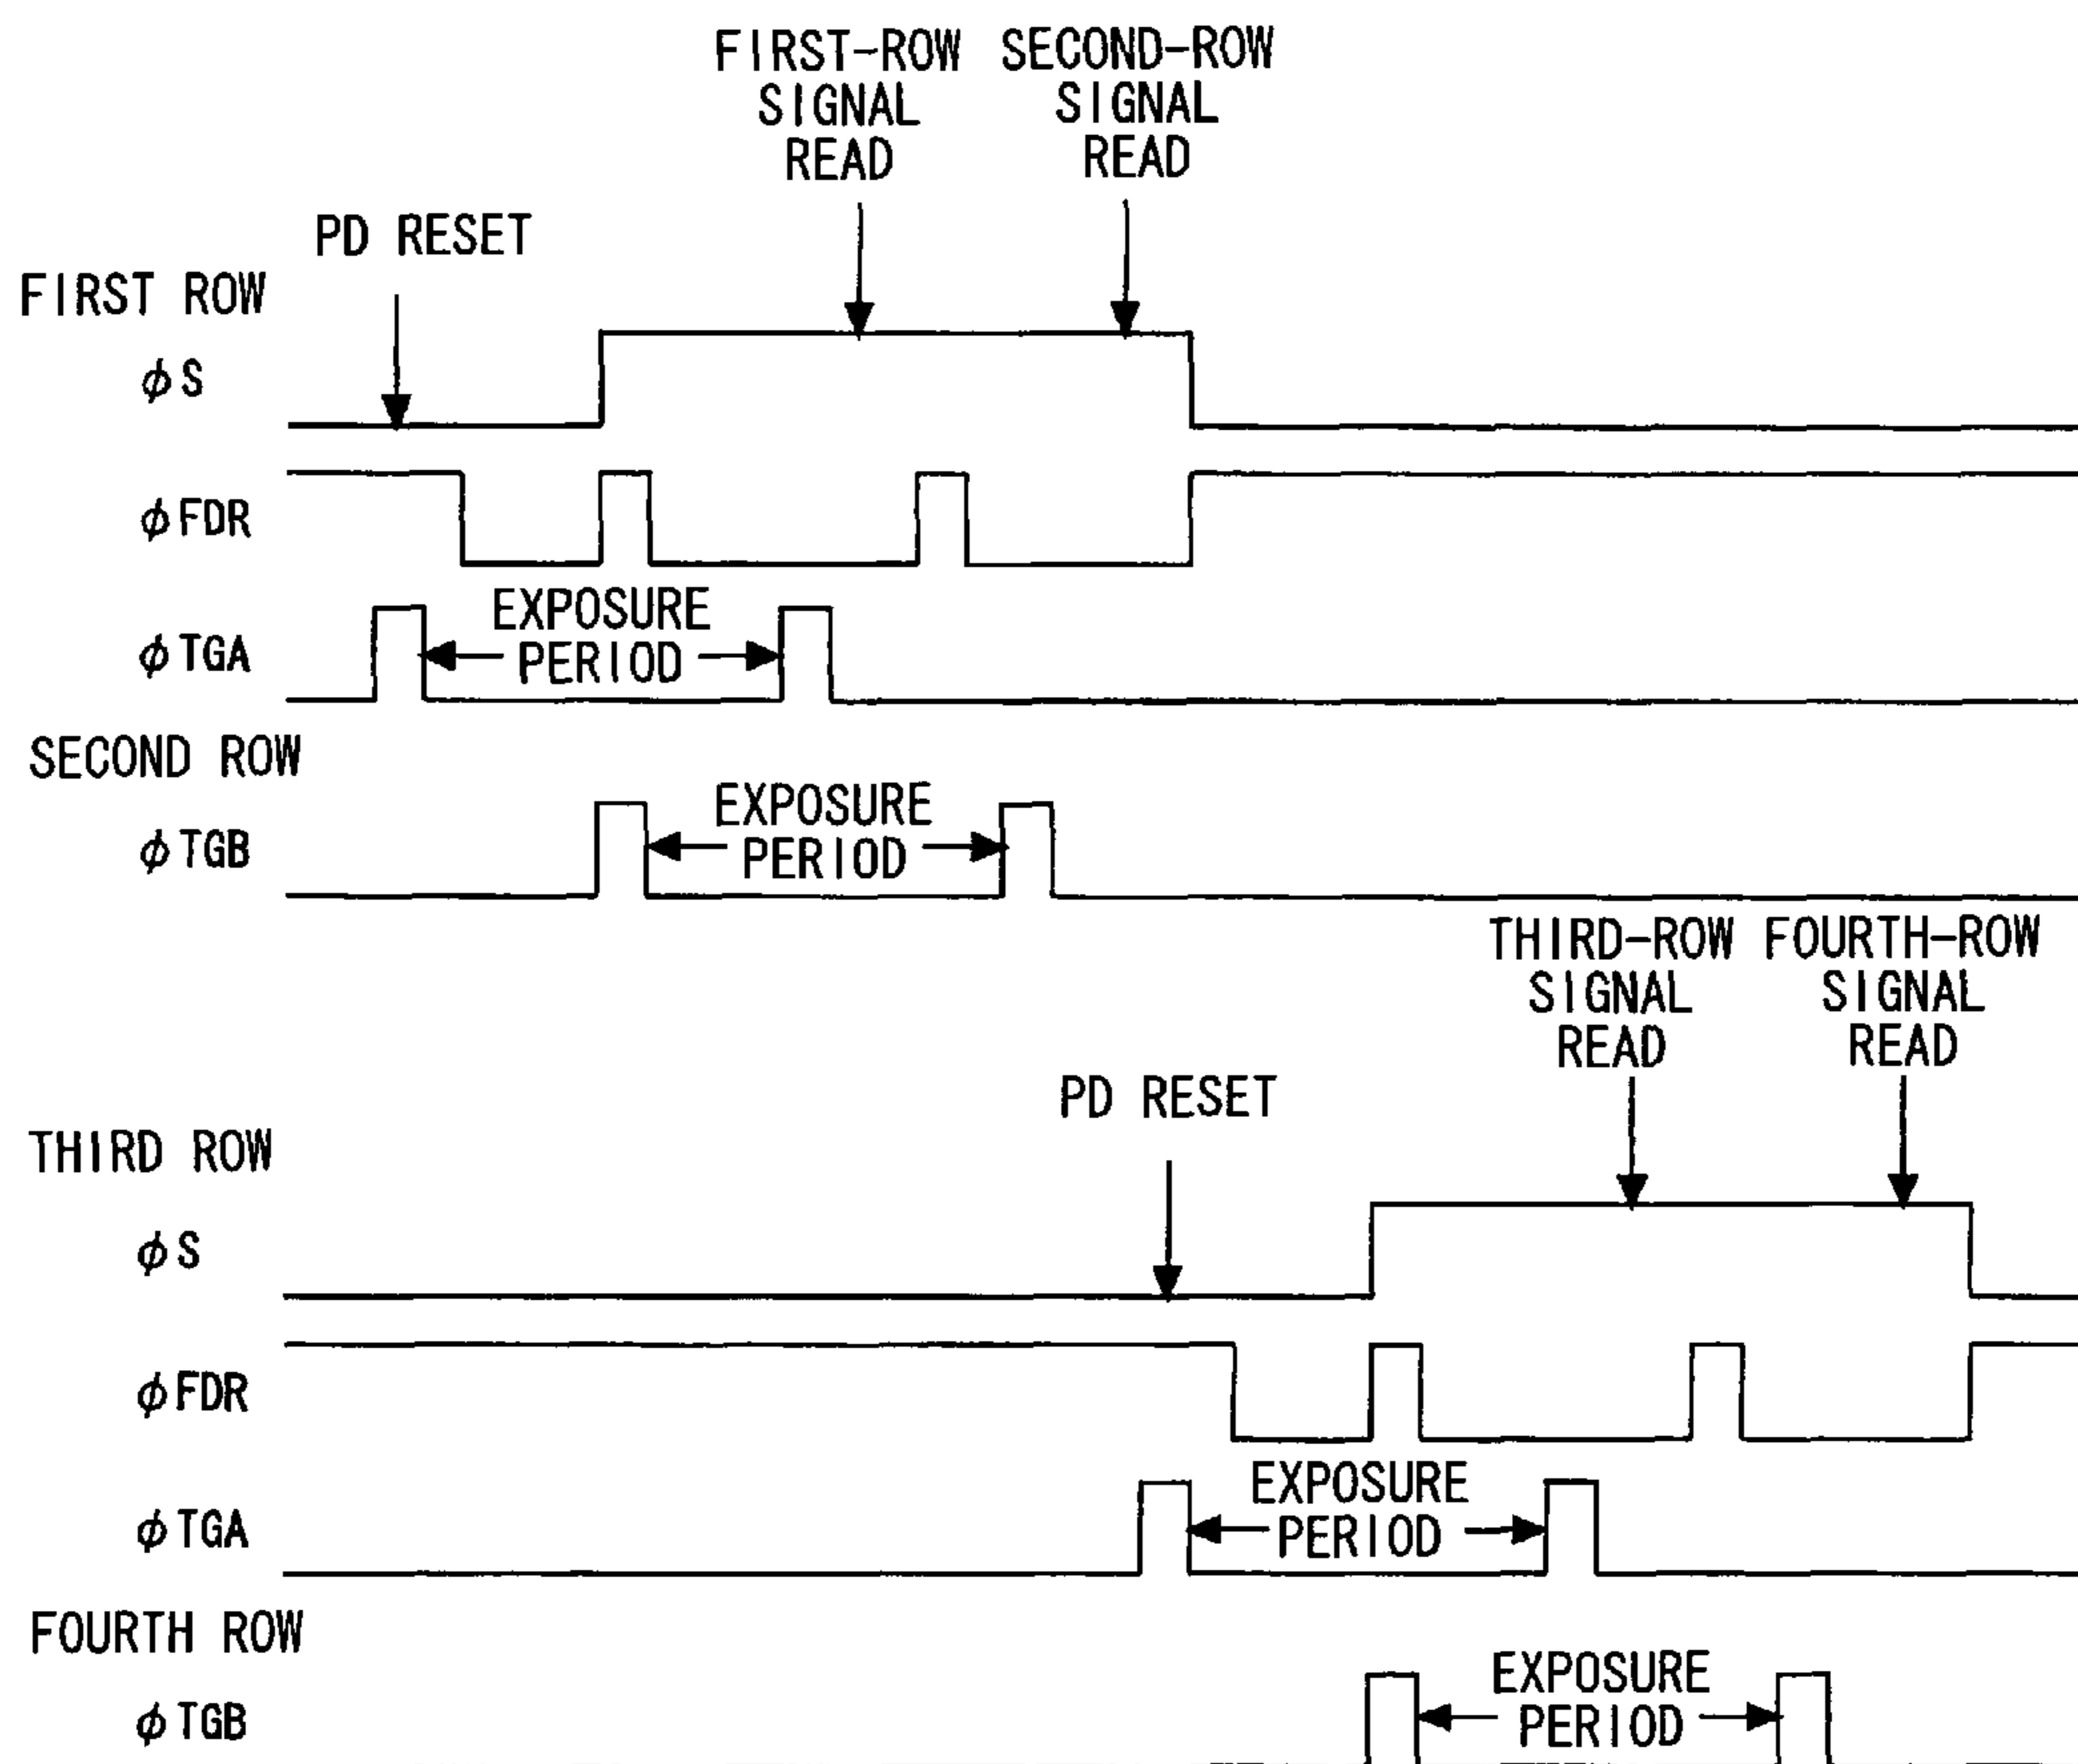 FIRST-ROW
SIGNAL
READ
SECOND-ROW
SIGNAL
READ
PD RESET
FIRST ROW
φS
φFDR
EXPOSURE
PERIOD
φTGA
SECOND ROW
EXPOSURE
PERIOD
φTGB
THIRD-ROW
SIGNAL
READ
FOURTH-ROW
SIGNAL
READ
PD RESET
THIRD ROW
φS
φFDR
EXPOSURE
PERIOD
φTGA
FOURTH ROW
EXPOSURE
PERIOD
φTGB